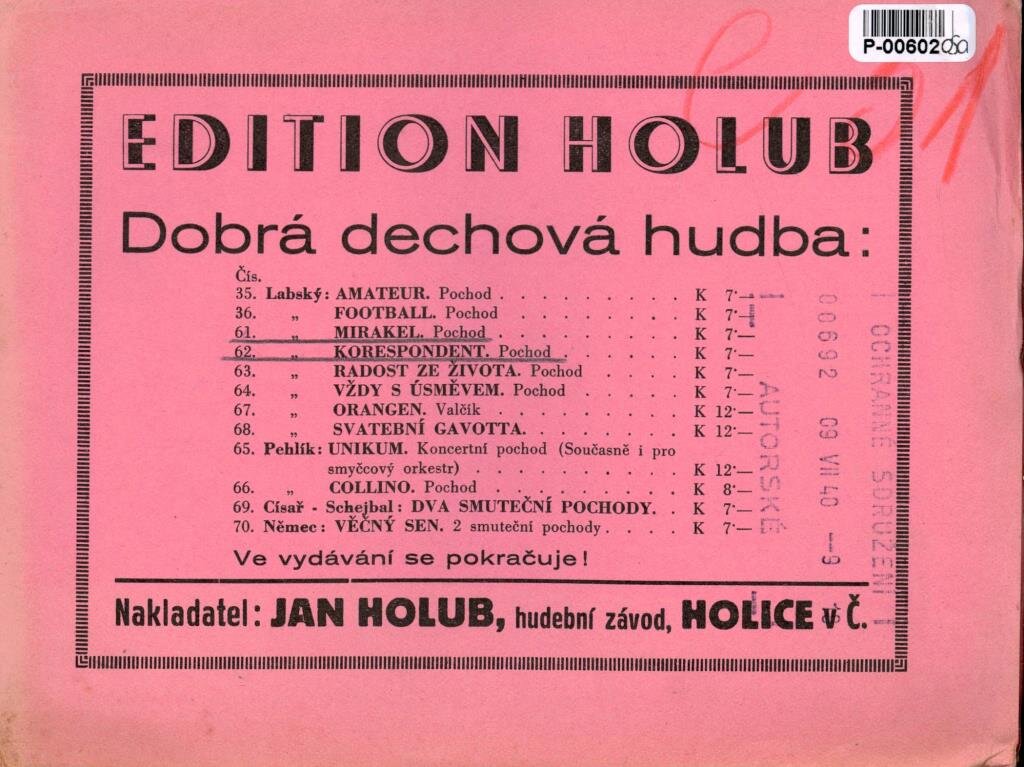 P-00602 
EDITION HOLUB
Dobrá dechová hudba:
Čís.
35. Labský: AMATEUR. Pochod . . . . . . . . . K 7·—
36. „ FOOTBALL. Pochod . . . . . . . . K 7·—
61. „ MIRAKEL. Pochod . . . . . . . . . K 7·—
62. „ KORESPONDENT. Pochod . . . . . . K 7·—
63. „ RADOST ZE ŽIVOTA. Pochod . . . . K 7·—
64. „ VŽDY S ÚSMĚVEM. Pochod . . . . . K 7·—
67. „ ORANGEN. Valčík . . . . . . . . . K 12·—
68. „ SVATEBNÍ GAVOTTA. . . . . . . . K 12·—
65. Pehlík: UNIKUM. Koncertní pochod (Současně i pro
smyčcový orkestr) . . . . . . . . . . K 12·—
66. „ COLLINO. Pochod . . . . . . . . . K 8·—
69. Císař - Schejbal: DVA SMUTEČNÍ POCHODY. . K 7·—
70. Němec: VĚČNÝ SEN. 2 smuteční pochody . . . . K 7·—
Ve vydávání se pokračuje!
Nakladatel: JAN HOLUB, hudební závod, HOLICE v Č.
OCHRANNÉ SDRUŽENÍ
00692 09 VII 40 —9
AUTORSKÉ